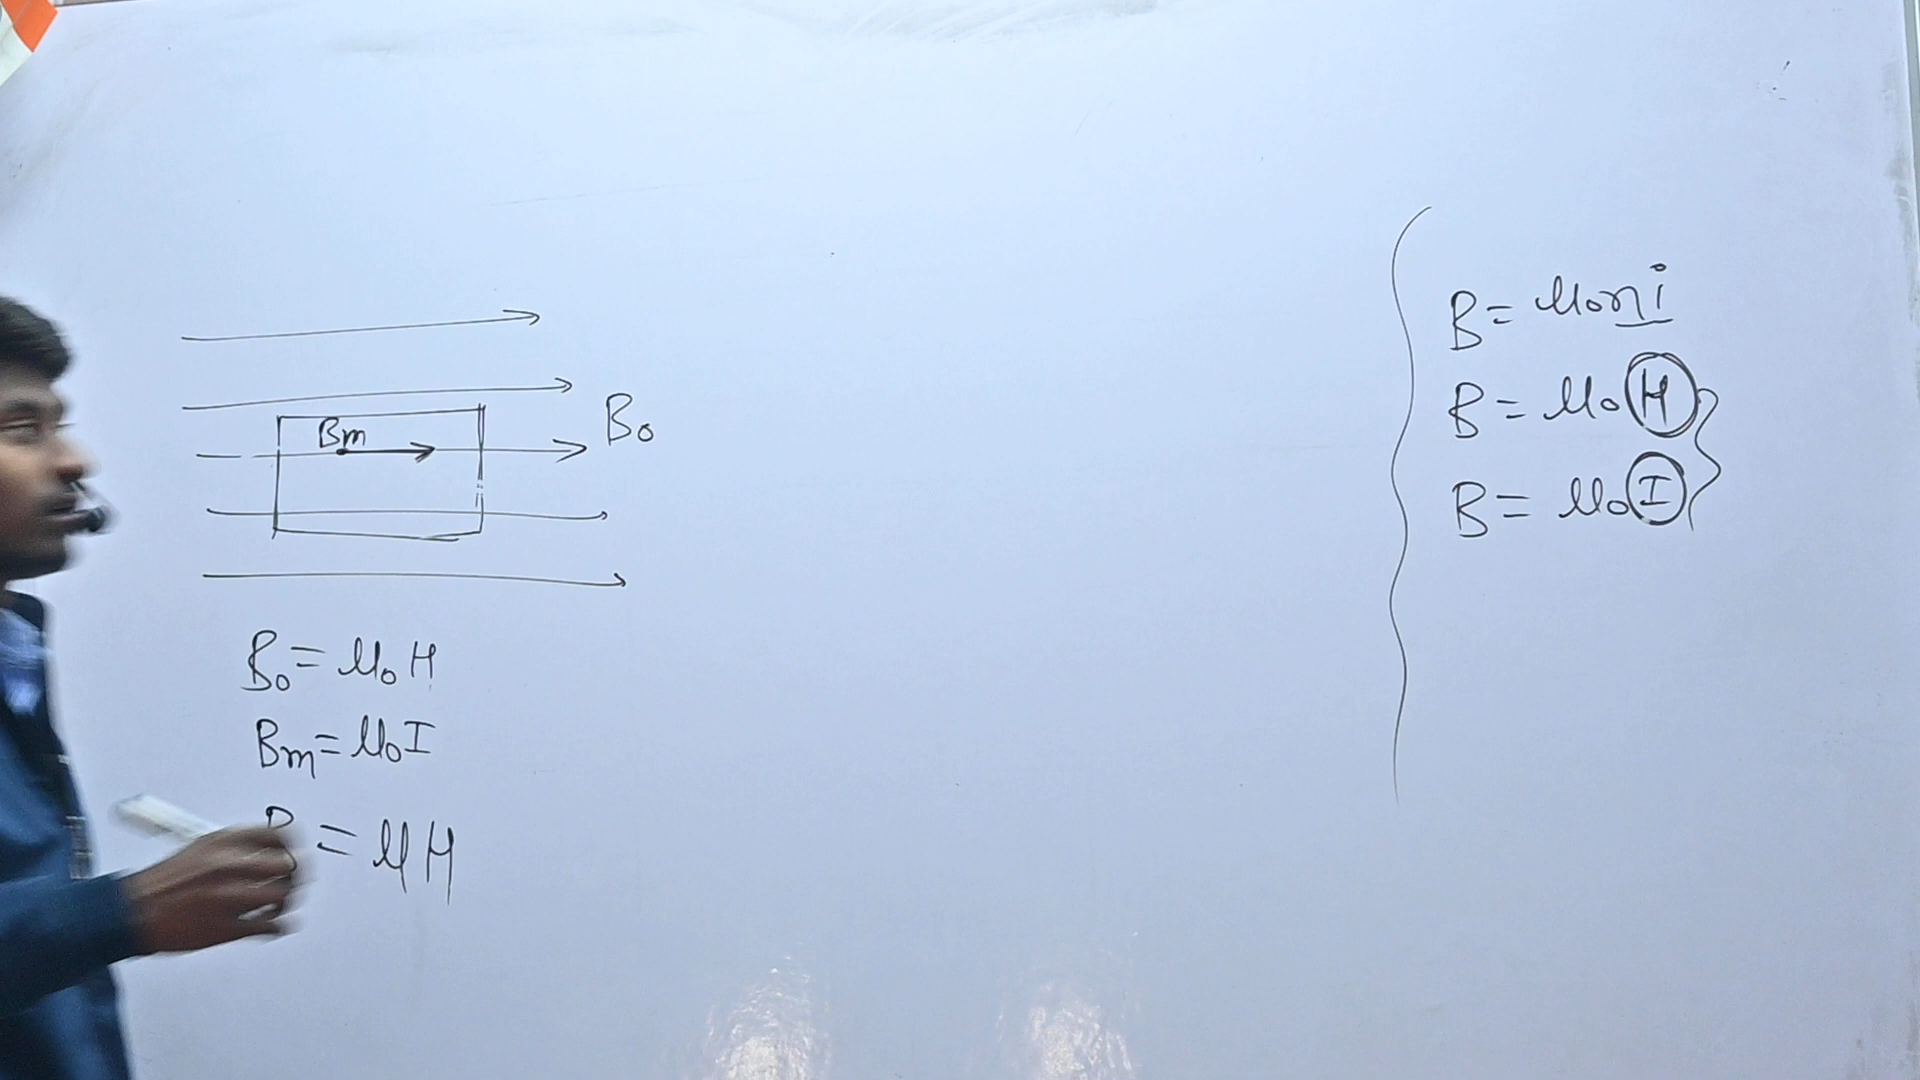 Bm
B₀
B₀ = μ₀ H
Bm = μ₀ I
B = μ H
B = μ₀ n i
B = μ₀ H
B = μ₀ I